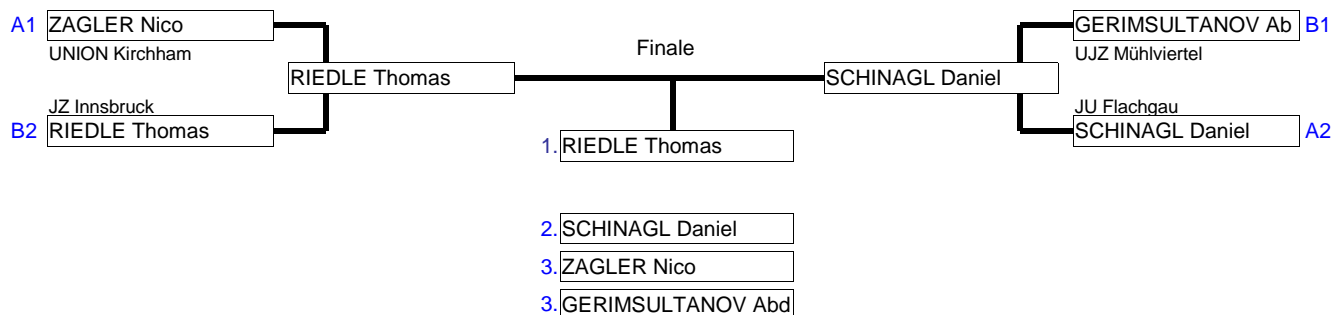 A1 ZAGLER Nico
UNION Kirchham
Finale
GERIMSULTANOV Ab B1
UJZ Mühlviertel
RIEDLE Thomas
SCHINAGL Daniel
JZ Innsbruck
B2 RIEDLE Thomas
JU Flachgau
SCHINAGL Daniel A2
1. RIEDLE Thomas
2. SCHINAGL Daniel
3. ZAGLER Nico
3. GERIMSULTANOV Abd